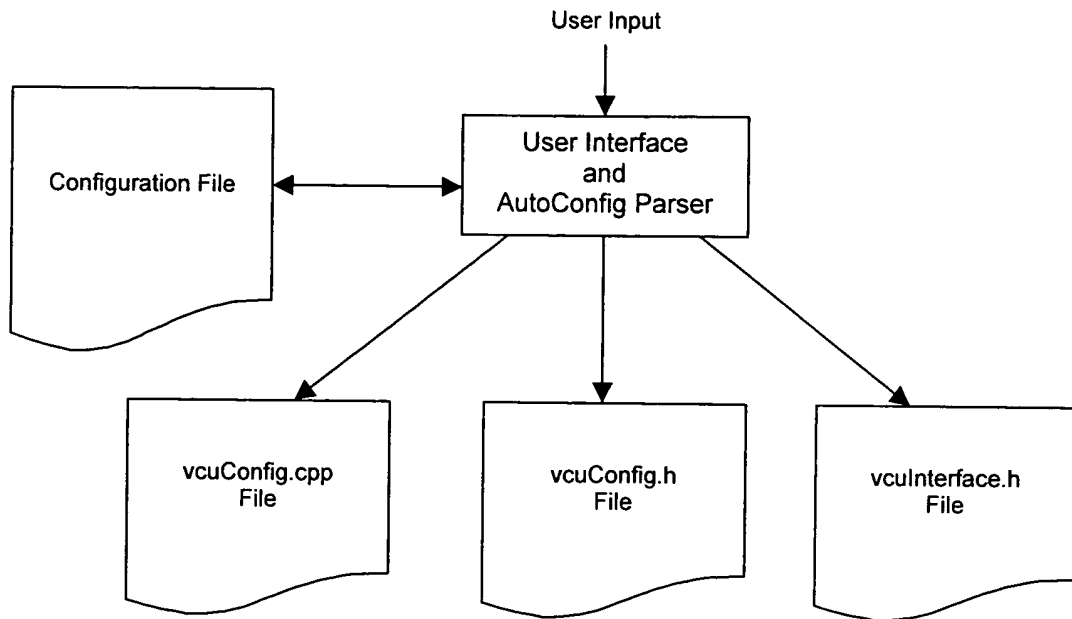 User Input
User Interface
and
AutoConfig Parser
Configuration File
vcuConfig.cpp
File
vcuConfig.h
File
vcuInterface.h
File